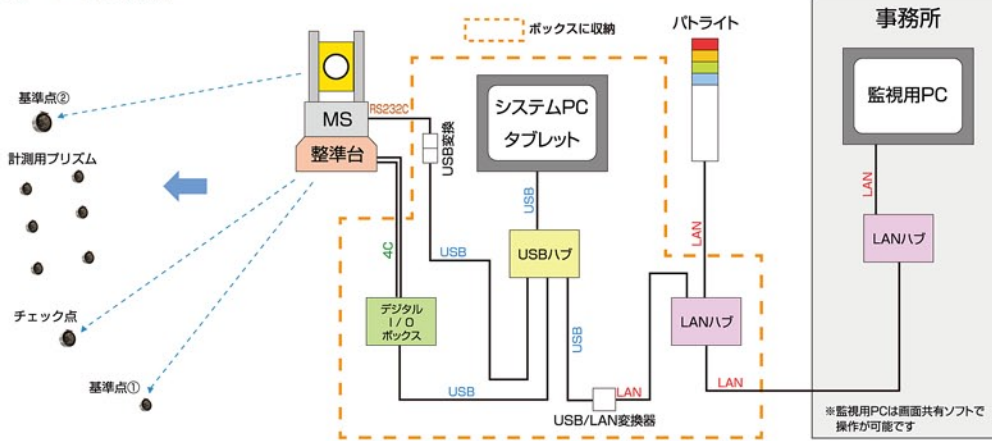 ボックスに収納
パトライト
事務所
基準点②
MS
整準台
RS232C
USB変換
システムPC
タブレット
監視用PC
計測用プリズム
USB
LAN
LAN
4C
USB
USBハブ
LANハブ
デジタル
I/O
ボックス
LANハブ
チェック点
USB
基準点①
USB
LAN
LAN
USB/LAN変換器
※監視用PCは画面共有ソフトで
操作が可能です